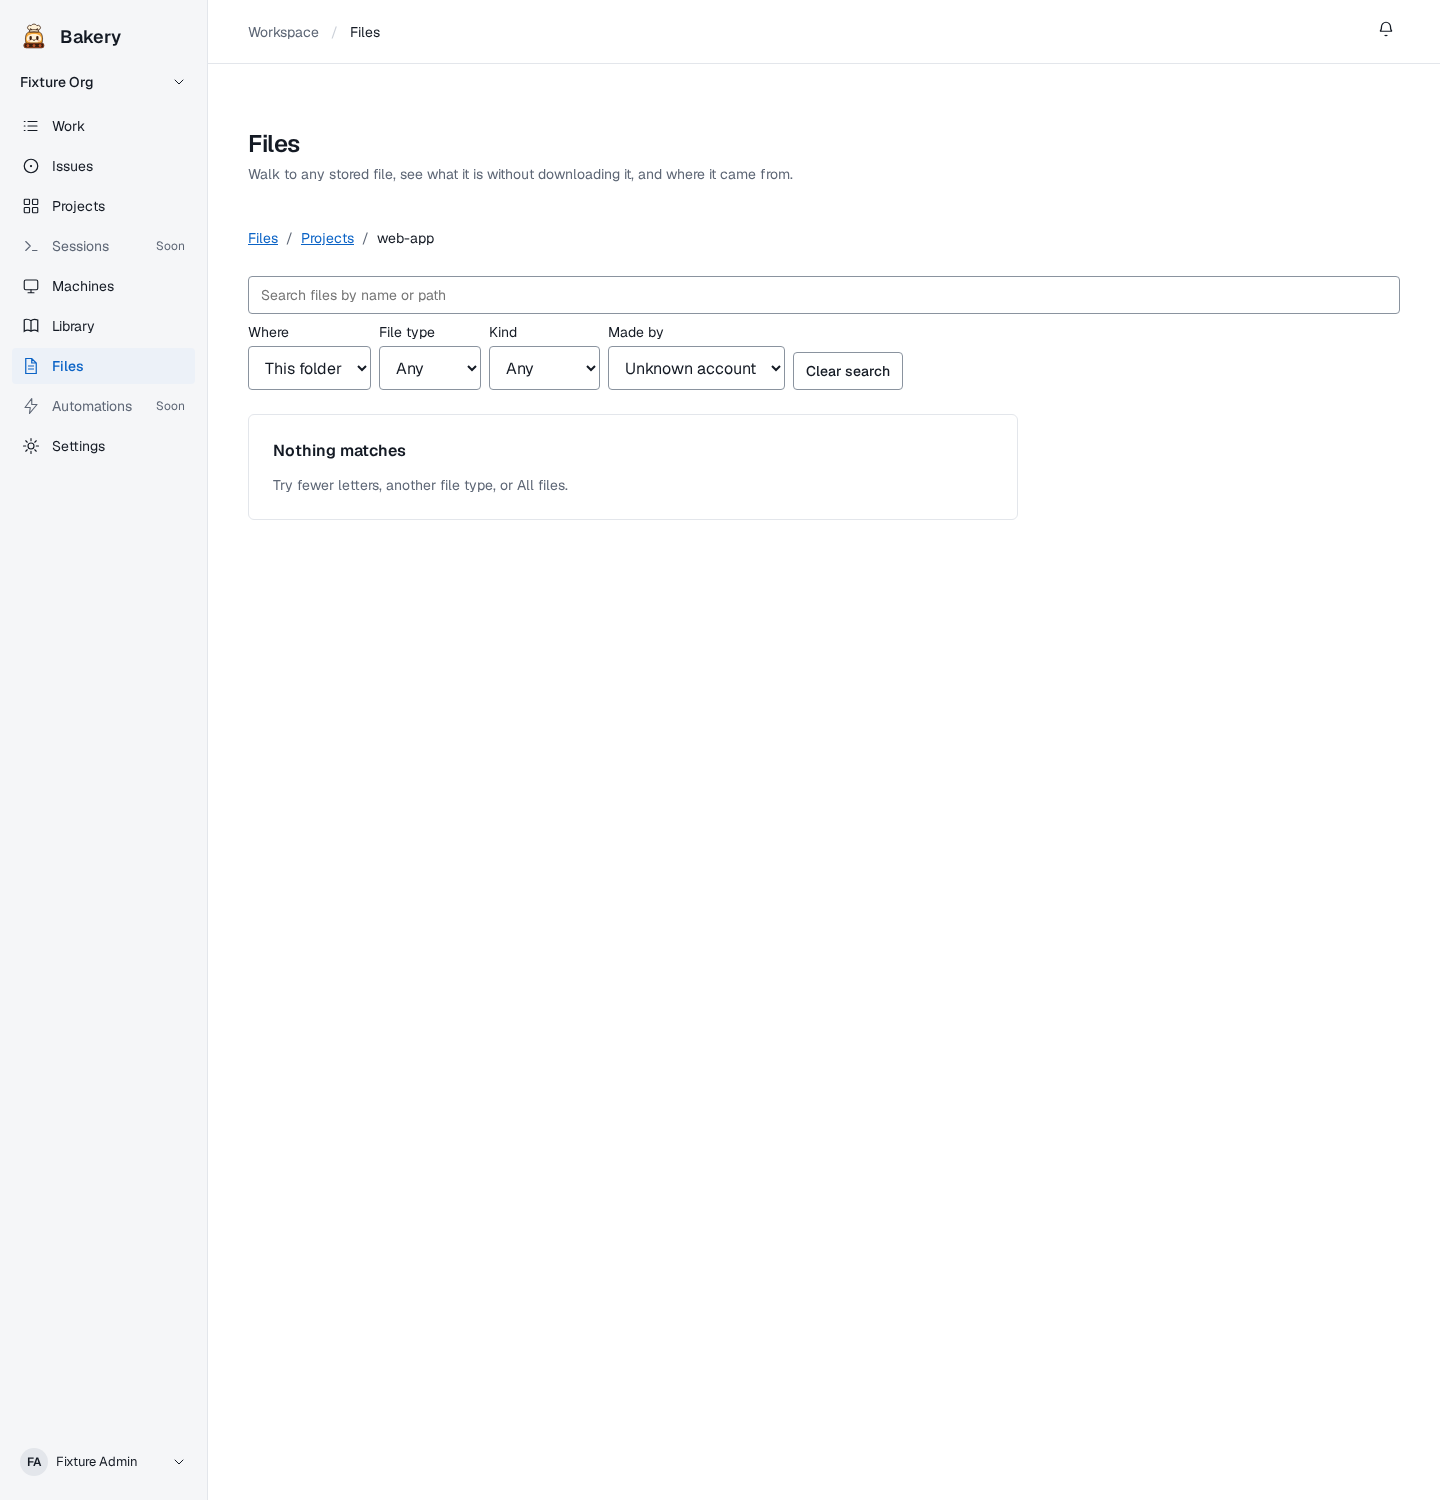 Bakery
Fixture Org
Work
Issues
Projects
Sessions Soon
Machines
Library
Files
Automations Soon
Settings
FA Fixture Admin
Workspace / Files
Files
Walk to any stored file, see what it is without downloading it, and where it came from.
Files / Projects / web-app
Search files by name or path
Where File type Kind Made by
This folder Any Any Unknown account Clear search
Nothing matches
Try fewer letters, another file type, or All files.